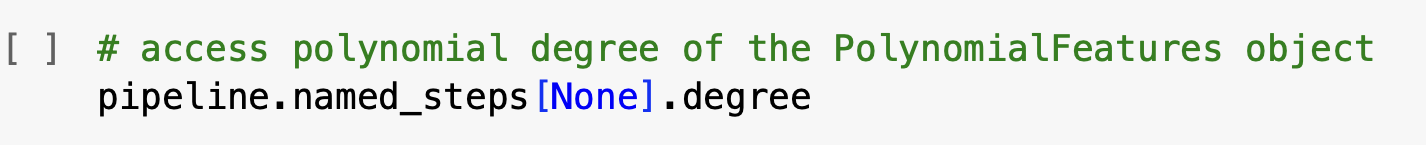 [ ] # access polynomial degree of the PolynomialFeatures object
pipeline.named_steps[None].degree